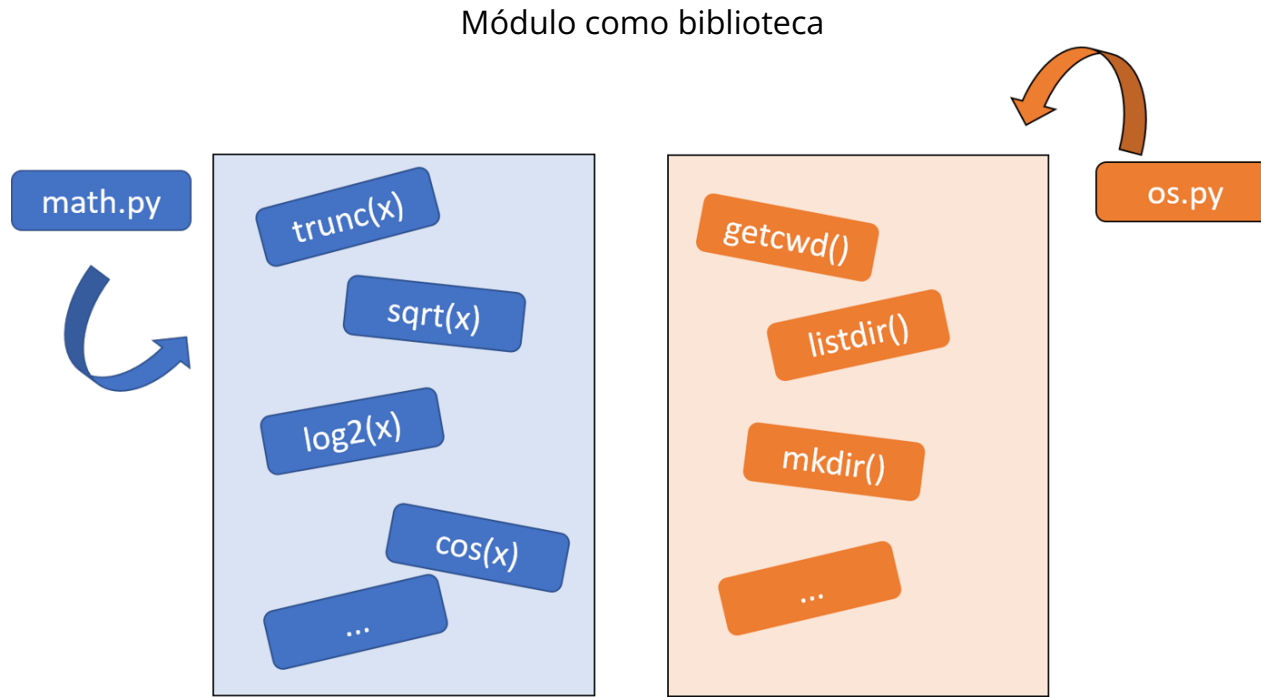 Módulo como biblioteca
math.py
trunc(x)
sqrt(x)
log2(x)
cos(x)
...
os.py
getcwd()
listdir()
mkdir()
...